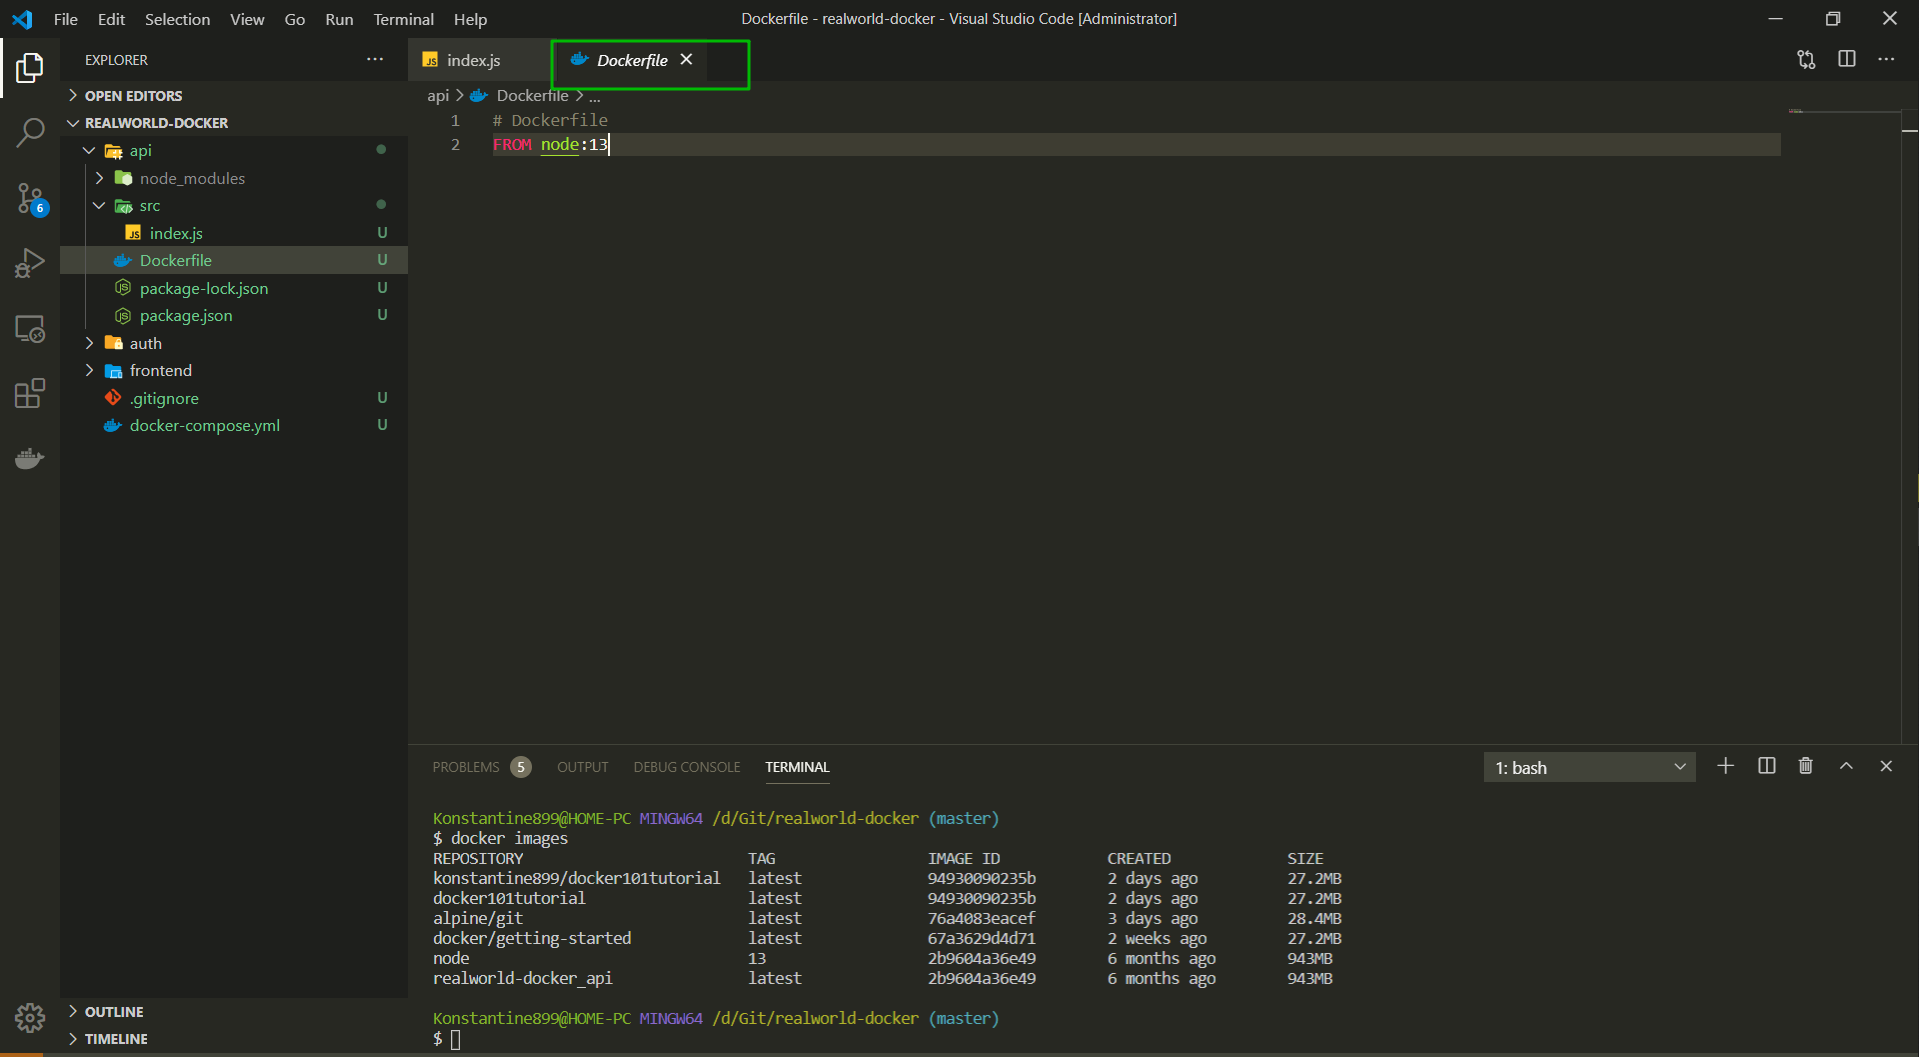 File Edit Selection View Go Run Terminal Help
Dockerfile - realworld-docker - Visual Studio Code [Administrator]
EXPLORER
JS index.js
Dockerfile
OPEN EDITORS
REALWORLD-DOCKER
api
node_modules
src
JS index.js U
Dockerfile U
package-lock.json U
package.json U
auth
frontend
.gitignore U
docker-compose.yml U
6
OUTLINE
TIMELINE
api > Dockerfile > ...
1 # Dockerfile
2 FROM node:13
PROBLEMS 5 OUTPUT DEBUG CONSOLE TERMINAL
1: bash
Konstantine899@HOME-PC MINGW64 /d/Git/realworld-docker (master)
$ docker images
REPOSITORY TAG IMAGE ID CREATED SIZE
konstantine899/docker101tutorial latest 94930090235b 2 days ago 27.2MB
docker101tutorial latest 94930090235b 2 days ago 27.2MB
alpine/git latest 76a4083eacef 3 days ago 28.4MB
docker/getting-started latest 67a3629d4d71 2 weeks ago 27.2MB
node 13 2b9604a36e49 6 months ago 943MB
realworld-docker_api latest 2b9604a36e49 6 months ago 943MB
Konstantine899@HOME-PC MINGW64 /d/Git/realworld-docker (master)
$